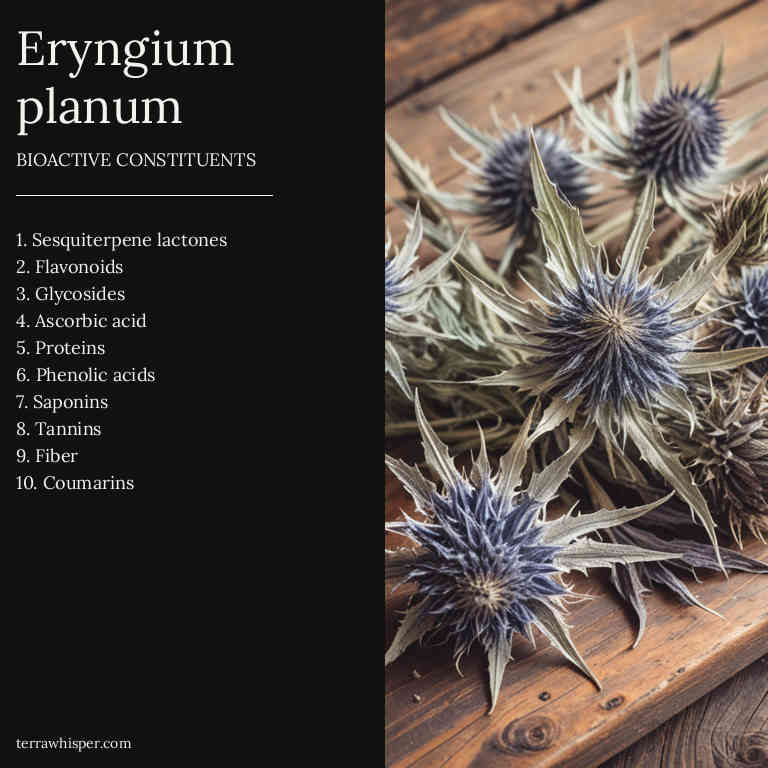 Eryngium
planum
BIOACTIVE CONSTITUENTS
1. Sesquiterpene lactones
2. Flavonoids
3. Glycosides
4. Ascorbic acid
5. Proteins
6. Phenolic acids
7. Saponins
8. Tannins
9. Fiber
10. Coumarins
terrawhisper.com